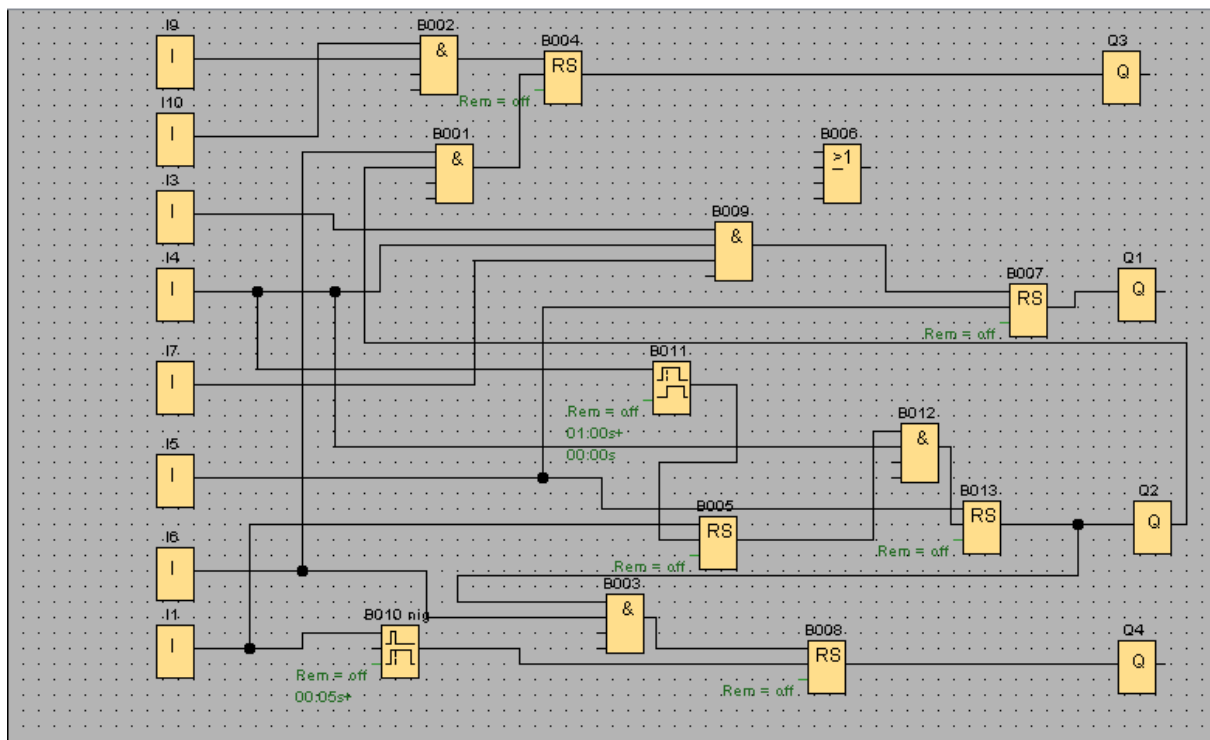 I9
B002
B004
Q3
I
&
RS
Q
Rem = off
I10
I
B001
&
B006
>1
I3
I
B009
&
I4
I
B007
RS
Q1
Q
Rem = off
I7
I
B011
Rem = off
01:00s+
00:00s
B012
&
I5
I
B005
RS
Rem = off
B013
RS
Rem = off
Q2
Q
I6
I
B003
&
I1
I
B010 nig
Rem = off
00:05s+
B008
RS
Rem = off
Q4
Q